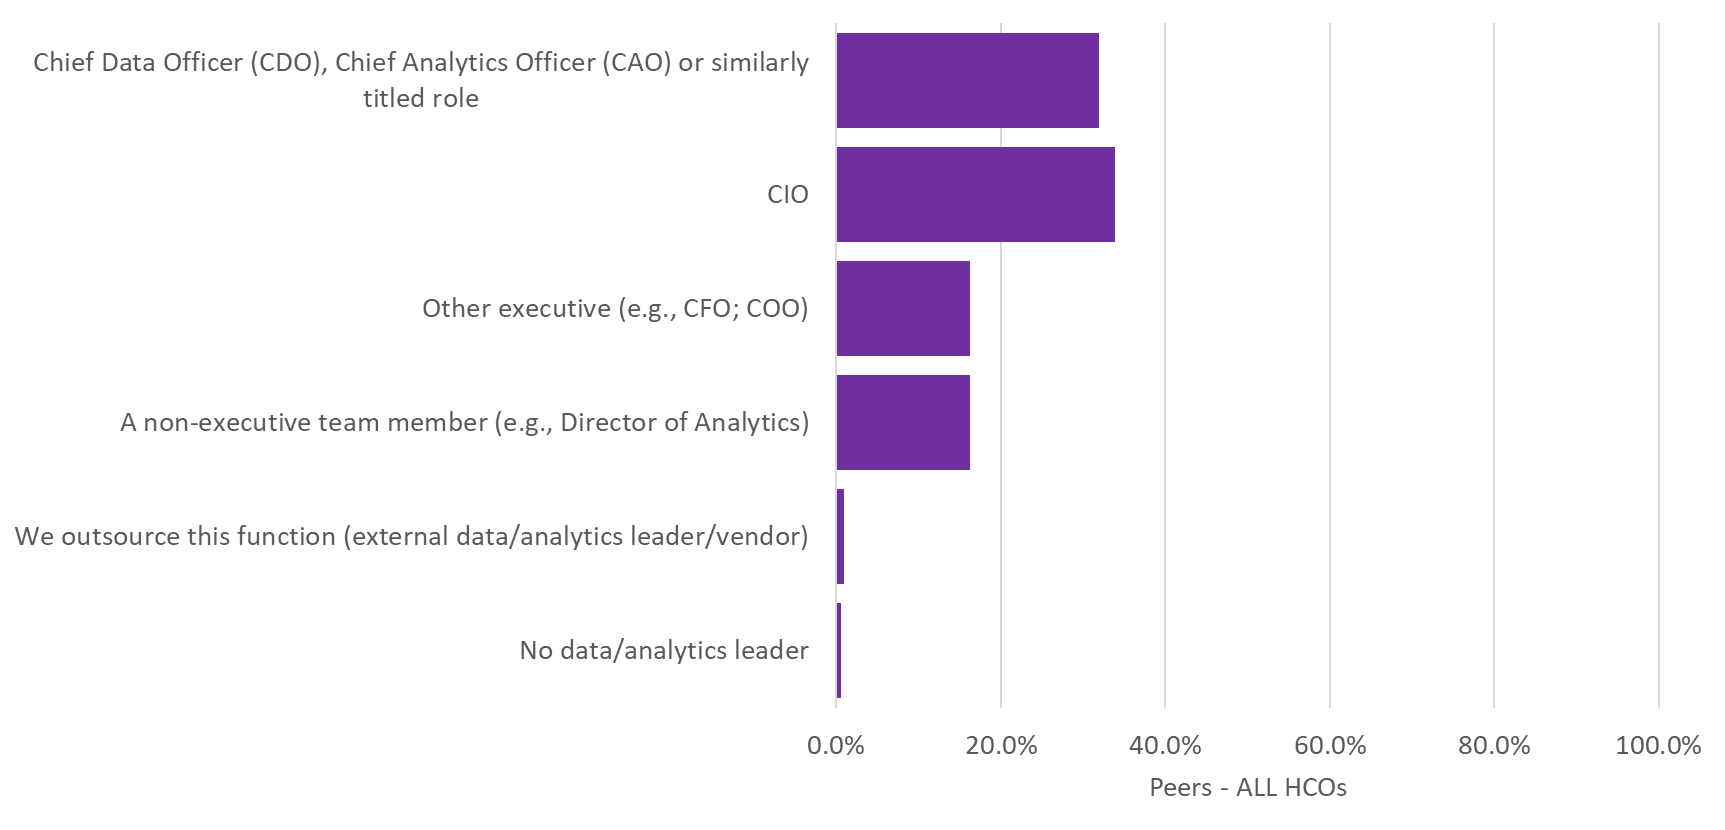 Chief Data Officer (CDO), Chief Analytics Officer (CAO) or similarly
titled role
CIO
Other executive (e.g., CFO; COO)
A non-executive team member (e.g., Director of Analytics)
We outsource this function (external data/analytics leader/vendor)
No data/analytics leader
0.0% 20.0% 40.0% 60.0% 80.0% 100.0%
Peers - ALL HCOs